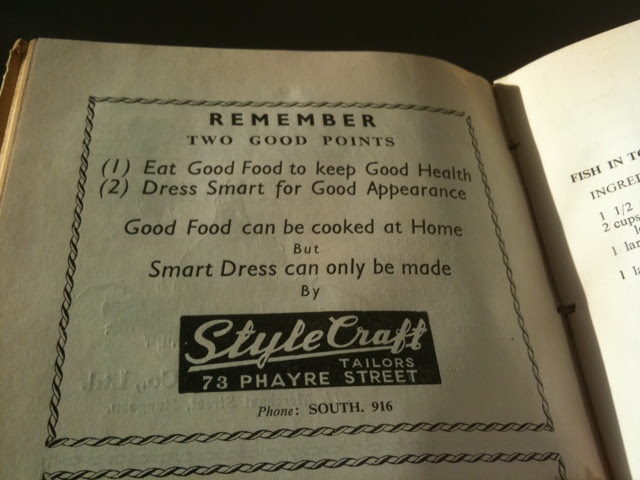 REMEMBER
TWO GOOD POINTS
(1) Eat Good Food to keep Good Health
(2) Dress Smart for Good Appearance
Good Food can be cooked at Home
But
Smart Dress can only be made
By
StyleCraft
TAILORS
73 PHAYRE STREET
Phone: SOUTH. 916
FISH IN
INGRED
1 1/2
2 cups
1 lar
1